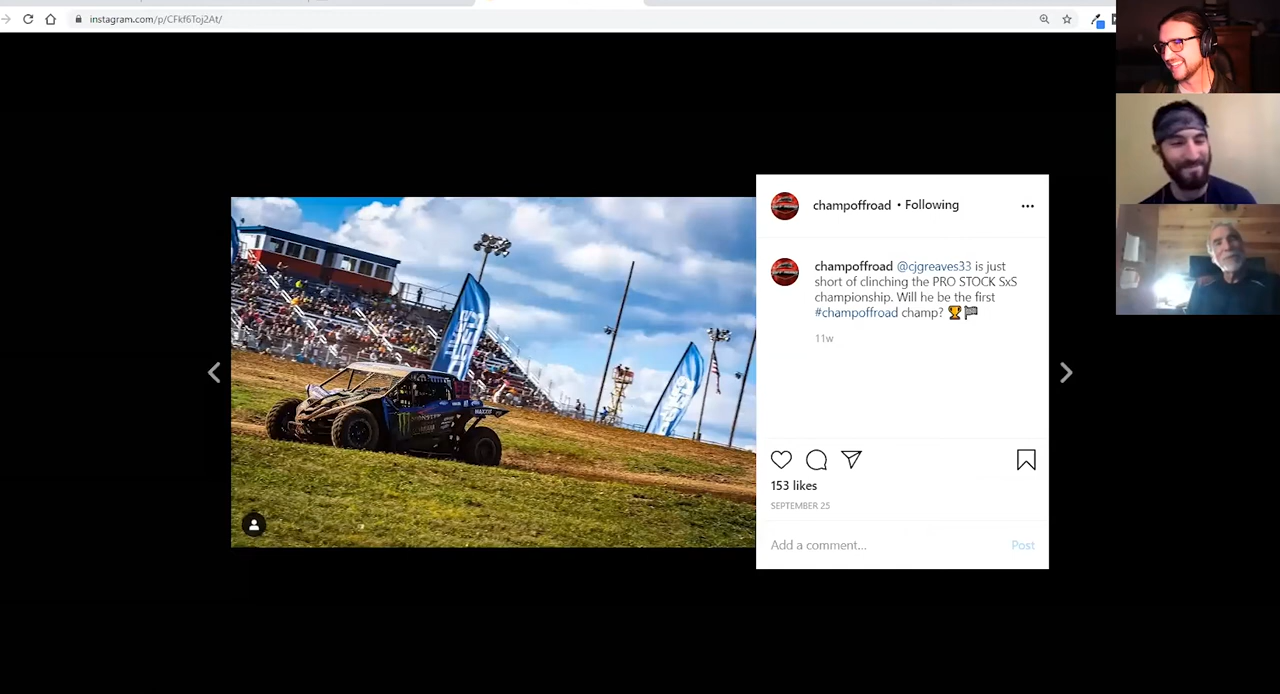 instagram.com/p/CFkf6Toj2At/
champoffroad • Following
champoffroad @cjgreaves33 is just
short of clinching the PRO STOCK SxS
championship. Will he be the first
#champoffroad champ? 🏆🏁
11w
153 likes
SEPTEMBER 25
Add a comment...
Post